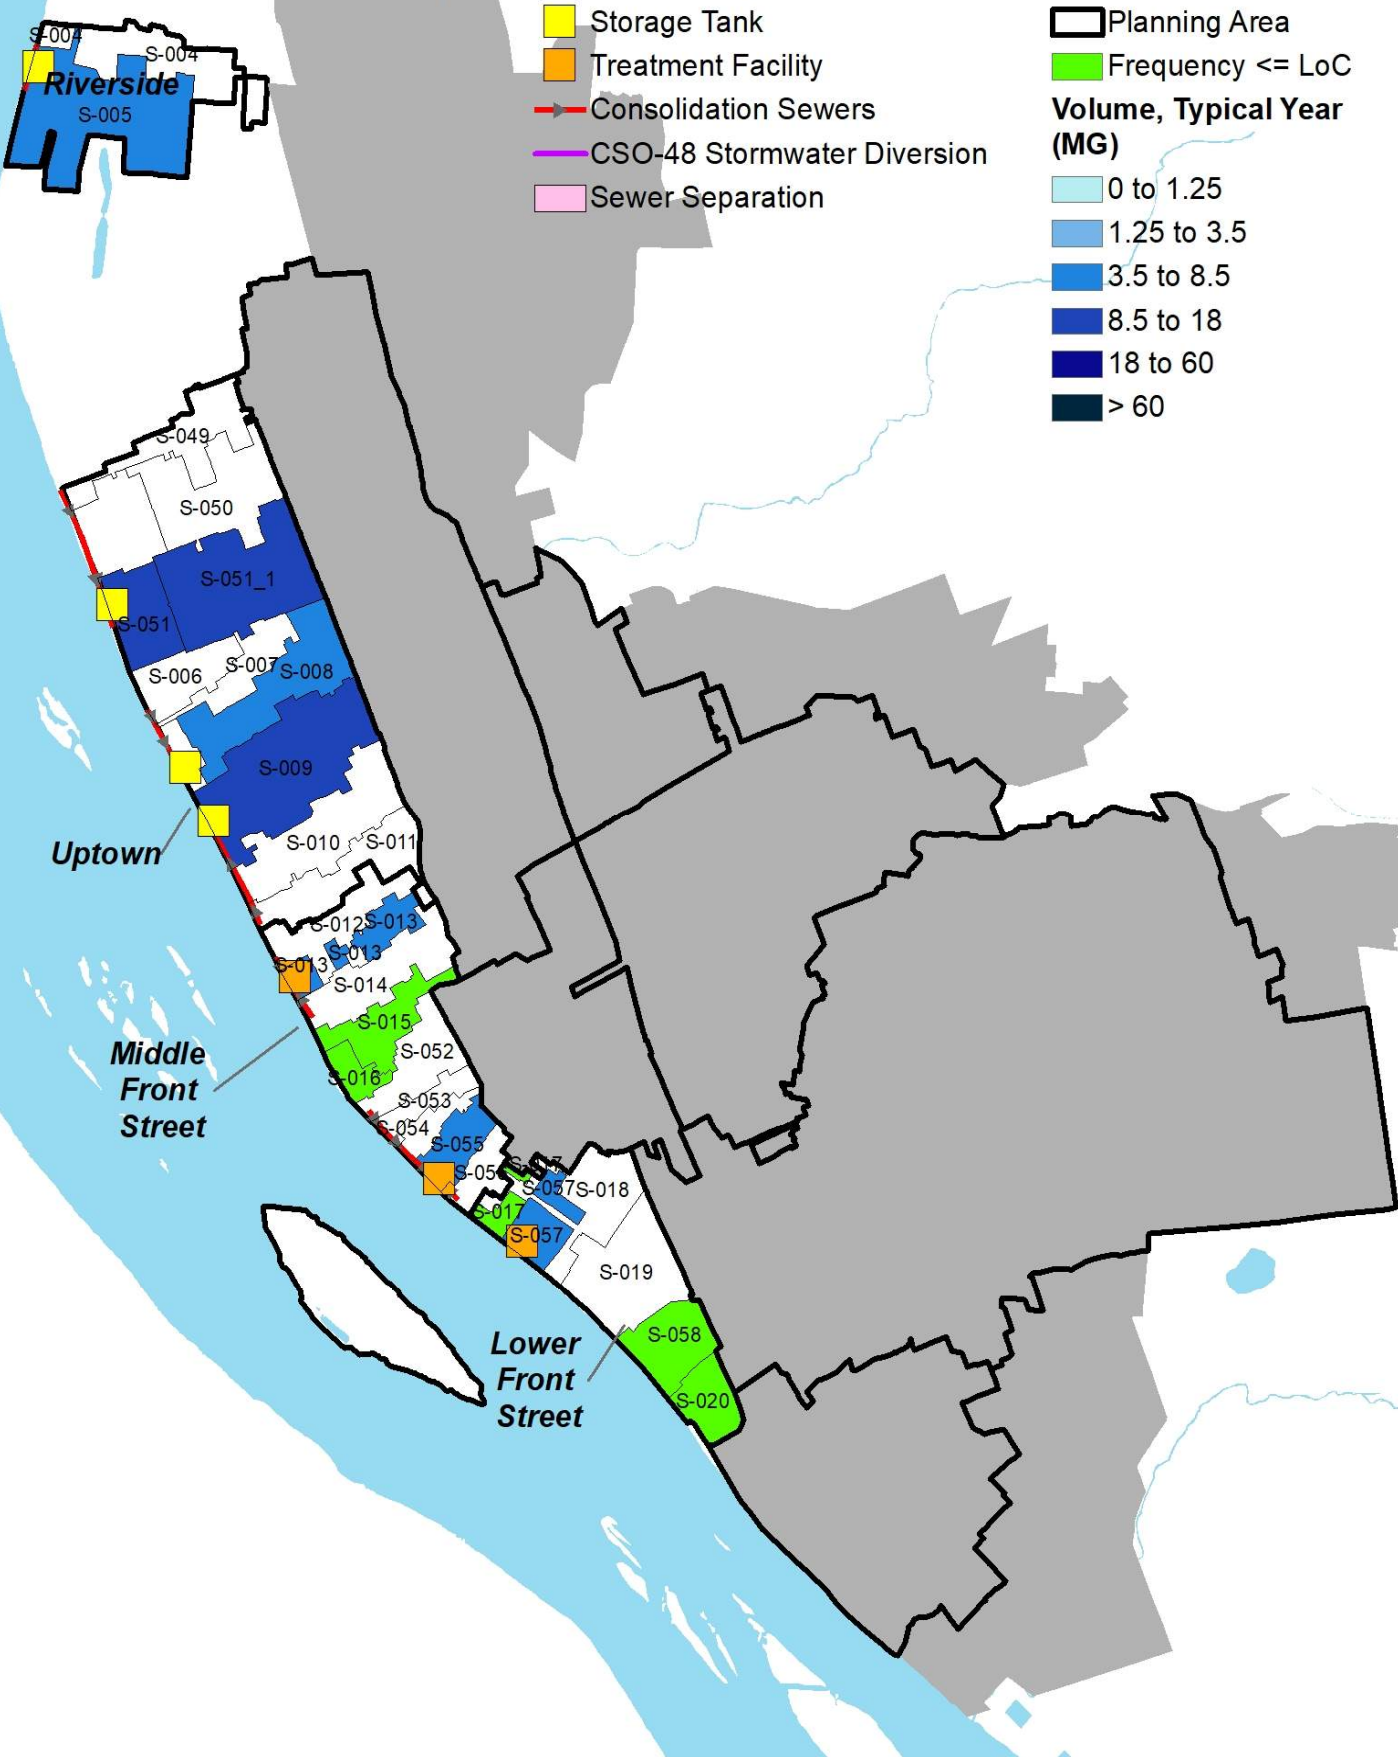 Storage Tank
Treatment Facility
Consolidation Sewers
CSO-48 Stormwater Diversion
Sewer Separation
Planning Area
Frequency <= LoC
Volume, Typical Year
(MG)
0 to 1.25
1.25 to 3.5
3.5 to 8.5
8.5 to 18
18 to 60
> 60
S-004
S-004
Riverside
S-005
S-049
S-050
S-051_1
S-051
S-006
S-007
S-008
S-009
Uptown
S-010
S-011
S-012
S-013
S-013
S-013
S-014
S-015
Middle
Front
Street
S-052
S-016
S-053
S-054
S-055
S-057
S-018
S-017
S-057
S-019
Lower
Front
Street
S-058
S-020